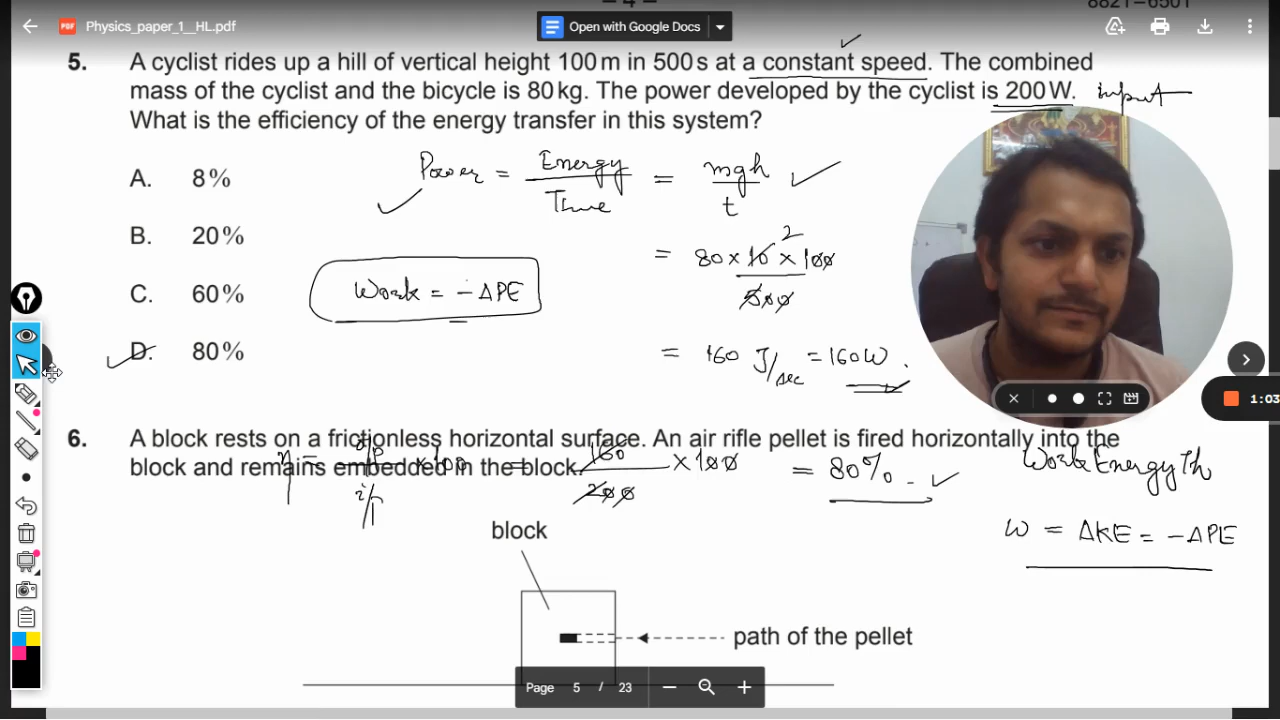 - 4 -
8821-6501
Physics_paper_1__HL.pdf
Open with Google Docs
5. A cyclist rides up a hill of vertical height 100 m in 500 s at a constant speed. The combined
mass of the cyclist and the bicycle is 80 kg. The power developed by the cyclist is 200 W.
input
What is the efficiency of the energy transfer in this system?
A. 8%
B. 20%
C. 60%
D. 80%
Power = Energy / Time = mgh / t
= 80 × 10 × 100 / 500
2
Work = - ΔPE
= 160 J/sec = 160W.
1:03
6. A block rests on a frictionless horizontal surface. An air rifle pellet is fired horizontally into the
block and remains embedded in the block.
η = o/p / i/p × 100 = 160 / 200 × 100 = 80%
Work Energy Th
W = ΔKE = - ΔPE
block
path of the pellet
Page 5 / 23